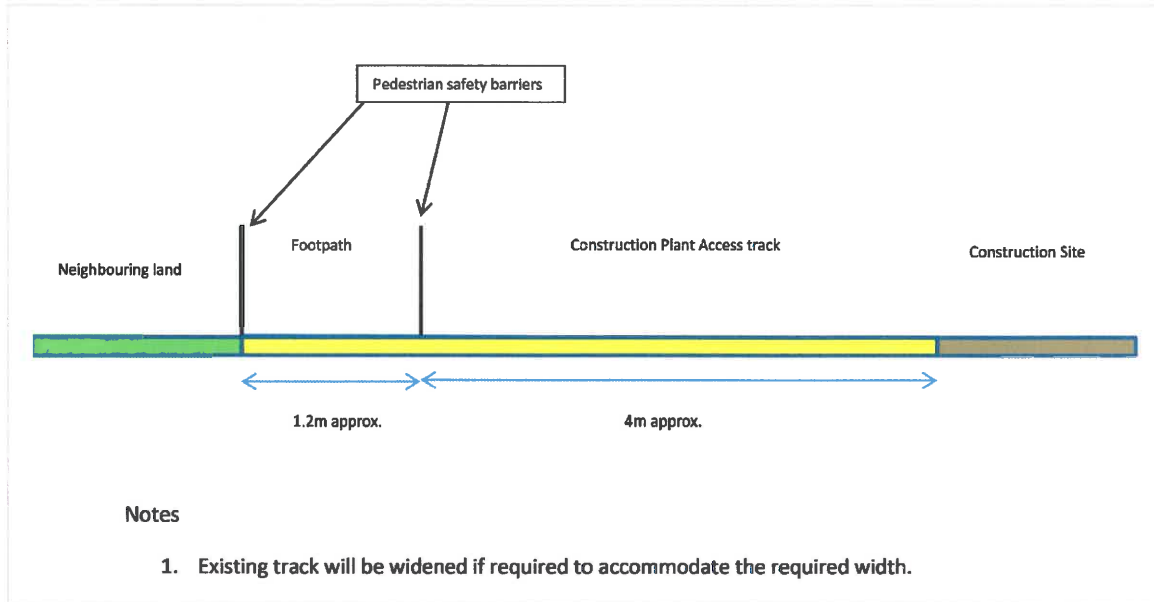 Pedestrian safety barriers
Footpath
Construction Plant Access track
Construction Site
Neighbouring land
1.2m approx.
4m approx.
Notes
1. Existing track will be widened if required to accommodate the required width.